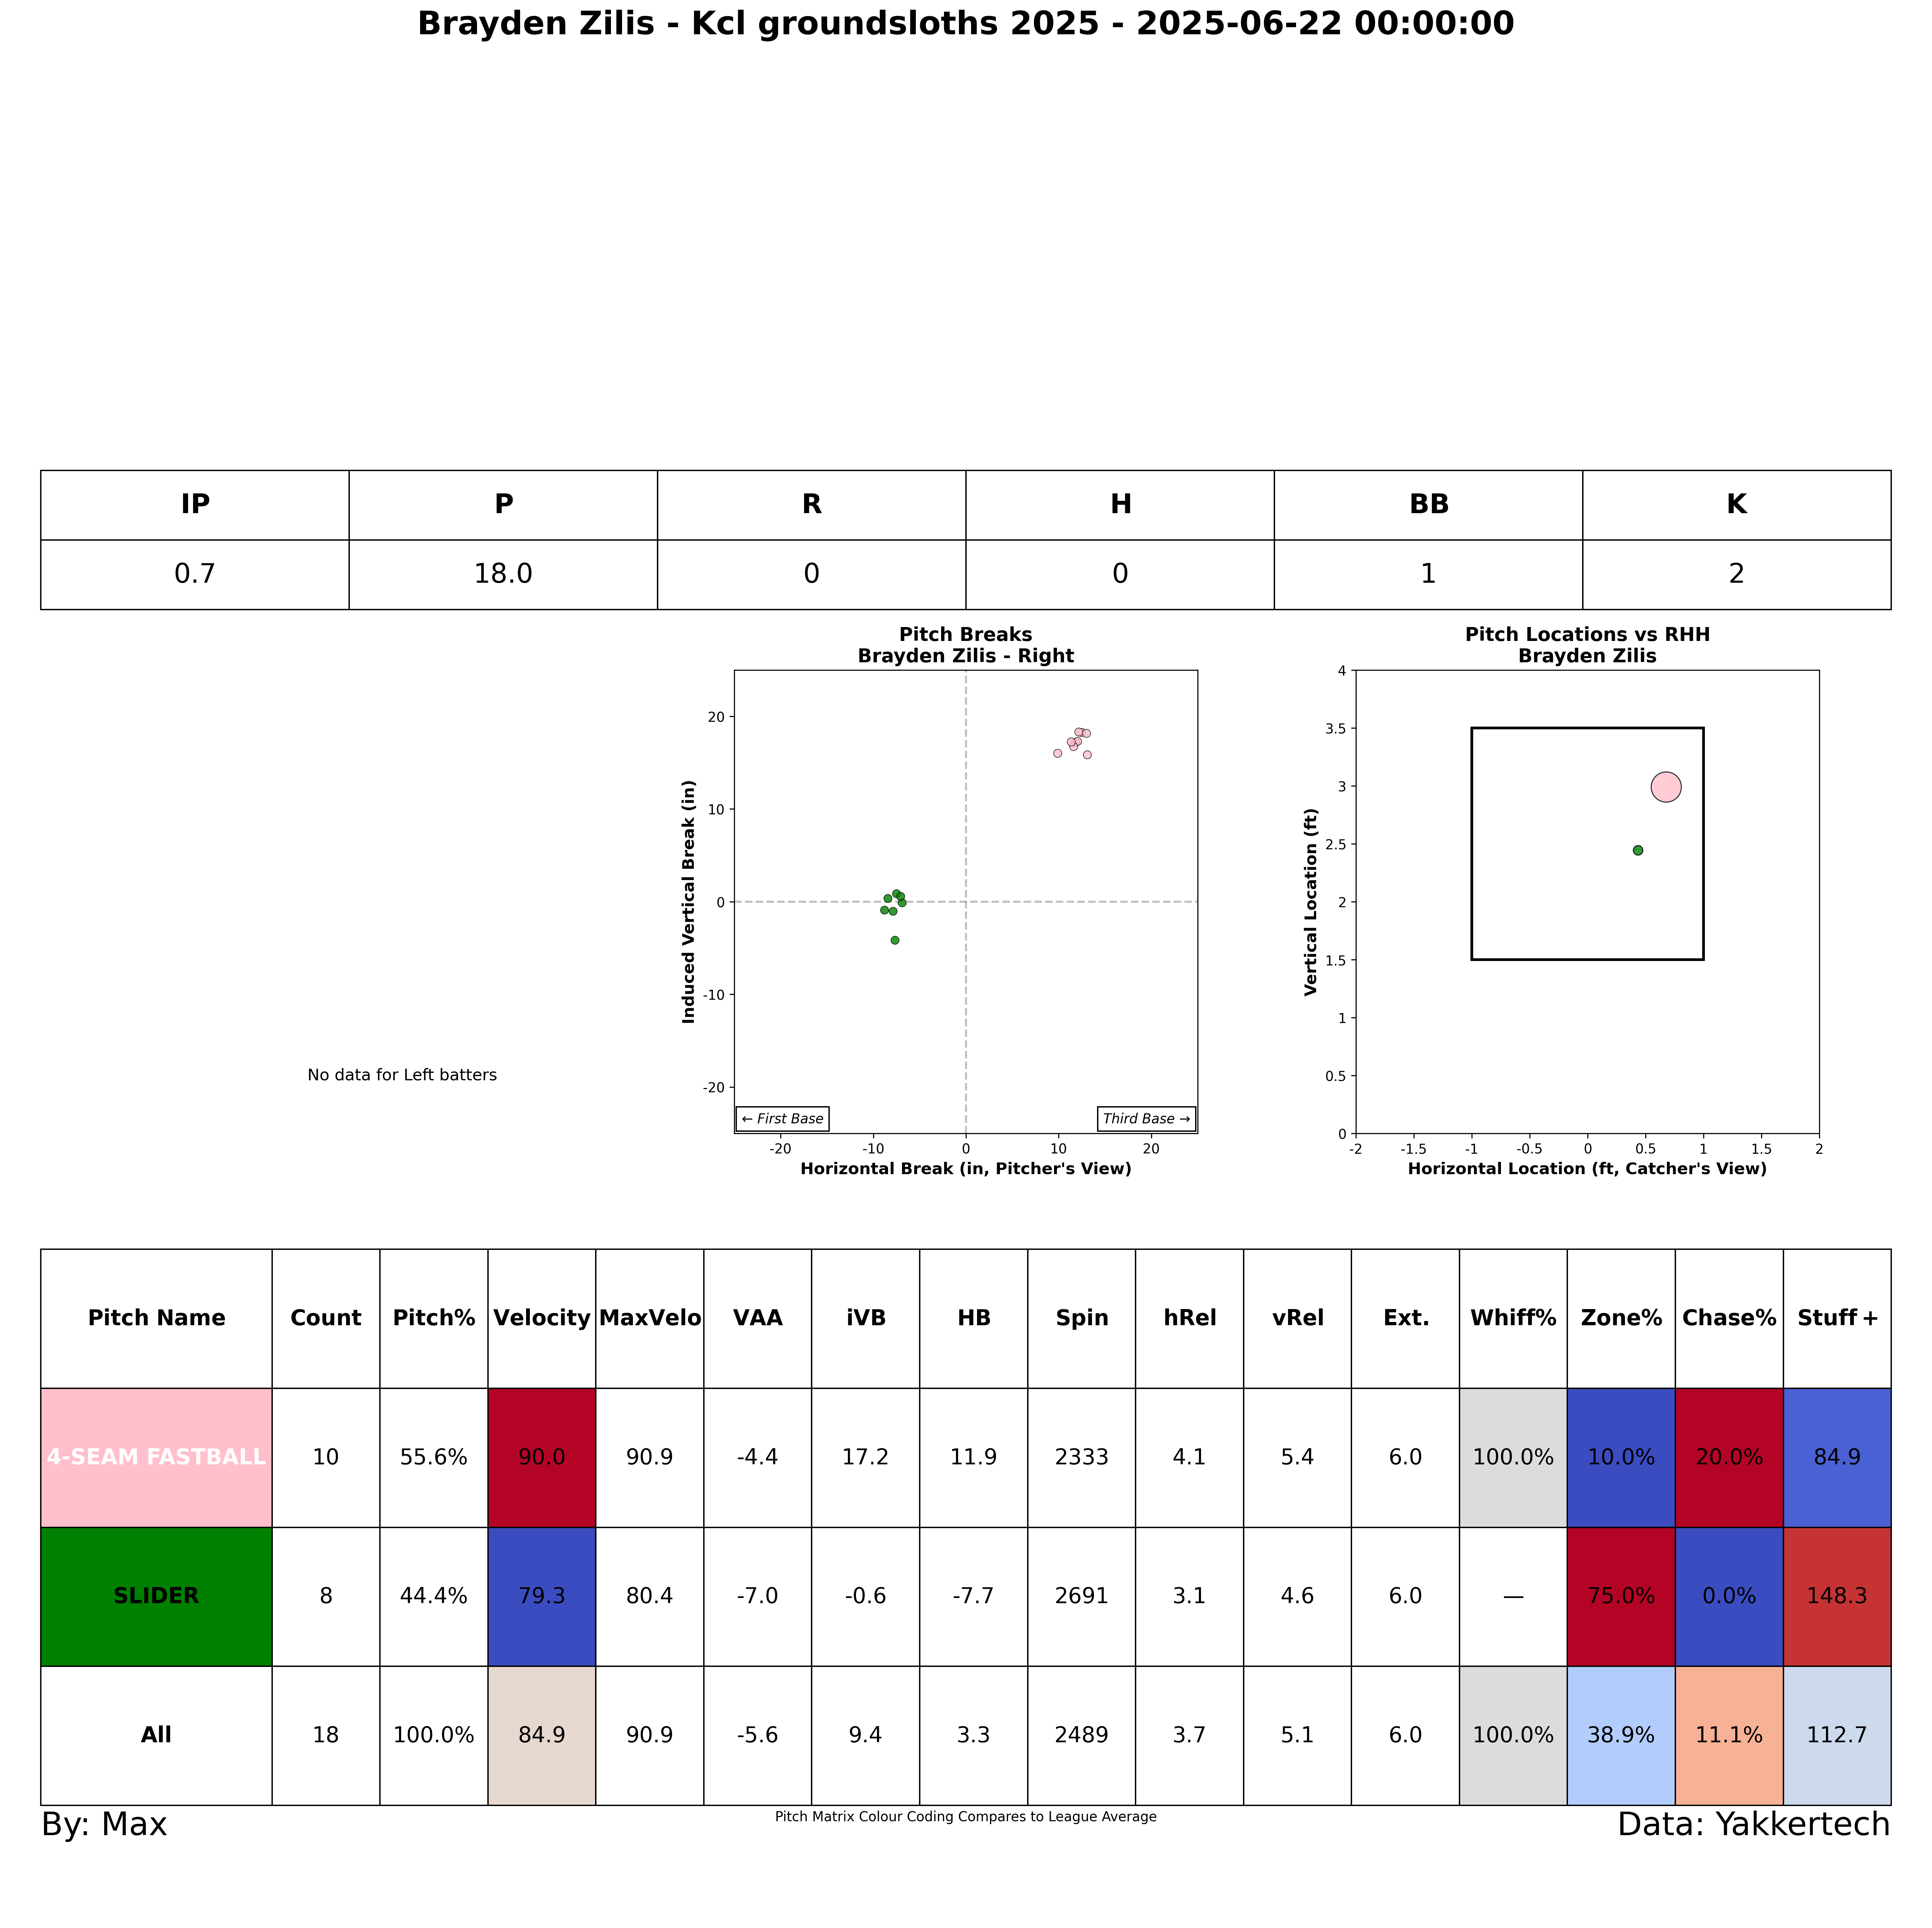 Brayden Zilis - Kcl groundsloths 2025 - 2025-06-22 00:00:00
IP P R H BB K
0.7 18.0 0 0 1 2
No data for Left batters
Pitch Breaks
Brayden Zilis - Right
Induced Vertical Break (in)
20
10
0
-10
-20
← First Base
Third Base →
-20 -10 0 10 20
Horizontal Break (in, Pitcher's View)
Pitch Locations vs RHH
Brayden Zilis
Vertical Location (ft)
4
3.5
3
2.5
2
1.5
1
0.5
0
-2 -1.5 -1 -0.5 0 0.5 1 1.5 2
Horizontal Location (ft, Catcher's View)
Pitch Name Count Pitch% Velocity MaxVelo VAA iVB HB Spin hRel vRel Ext. Whiff% Zone% Chase% Stuff+
4-SEAM FASTBALL 10 55.6% 90.0 90.9 -4.4 17.2 11.9 2333 4.1 5.4 6.0 100.0% 10.0% 20.0% 84.9
SLIDER 8 44.4% 79.3 80.4 -7.0 -0.6 -7.7 2691 3.1 4.6 6.0 — 75.0% 0.0% 148.3
All 18 100.0% 84.9 90.9 -5.6 9.4 3.3 2489 3.7 5.1 6.0 100.0% 38.9% 11.1% 112.7
By: Max
Pitch Matrix Colour Coding Compares to League Average
Data: Yakkertech